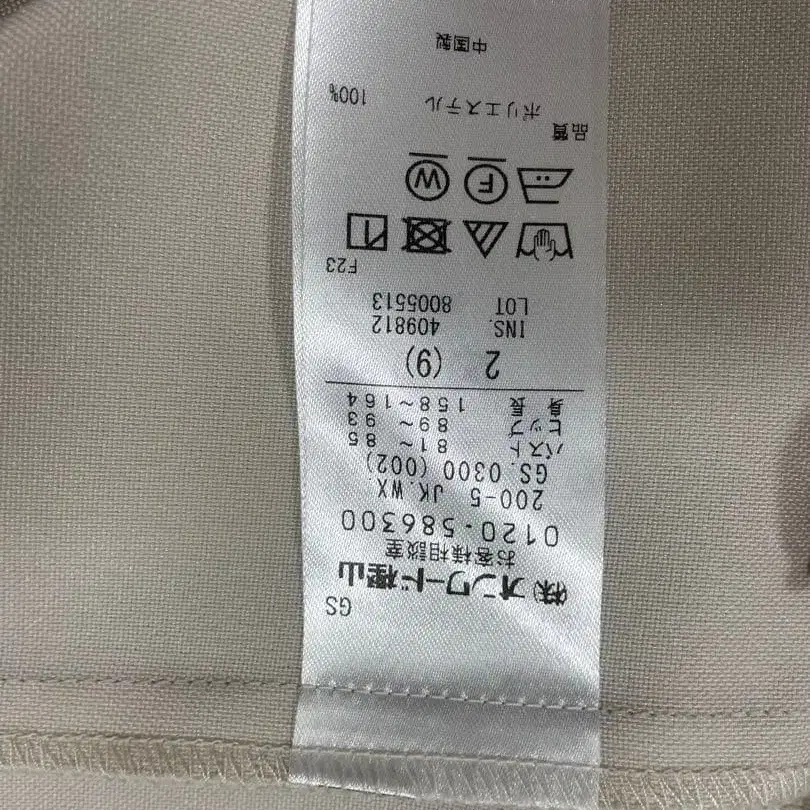 GS
㈱オンワード樫山
お客様相談室
0120-586300
200-5 JK.WX.
GS.0300 (002)
バスト 81~ 85
ヒップ 89~ 93
身長 158~164
2 (9)
INS. 409812
LOT 8005513
F23
F W
品質
ポリエステル 100%
中国製